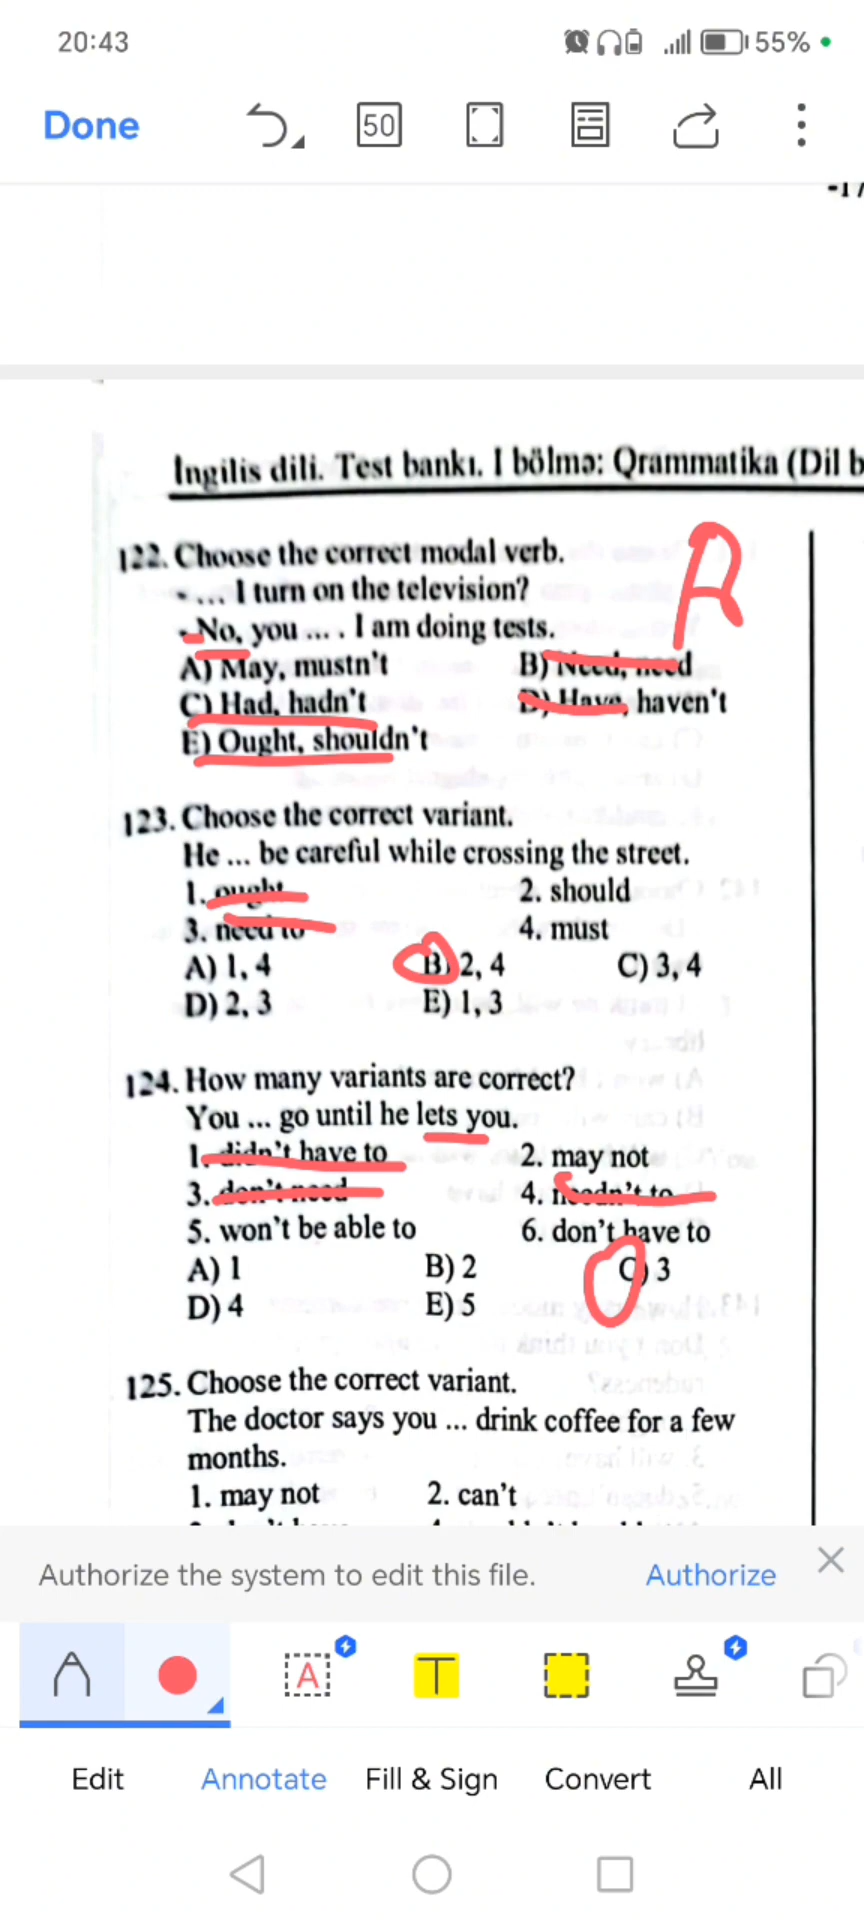 20:43
55%
Done
50
-17
İngilis dili. Test bankı. I bölmə: Qrammatika (Dil b
122. Choose the correct modal verb.
R
- ... I turn on the television?
- No, you ... . I am doing tests.
A) May, mustn't B) Need, need
C) Had, hadn't D) Have, haven't
E) Ought, shouldn't
123. Choose the correct variant.
He ... be careful while crossing the street.
1. ought 2. should
3. need to 4. must
A) 1, 4 B) 2, 4 C) 3, 4
D) 2, 3 E) 1, 3
124. How many variants are correct?
You ... go until he lets you.
1. didn't have to 2. may not
3. don't need 4. needn't to
5. won't be able to 6. don't have to
A) 1 B) 2 C) 3
D) 4 E) 5
125. Choose the correct variant.
The doctor says you ... drink coffee for a few
months.
1. may not 2. can't
Authorize the system to edit this file. Authorize
A T
Edit Annotate Fill & Sign Convert All